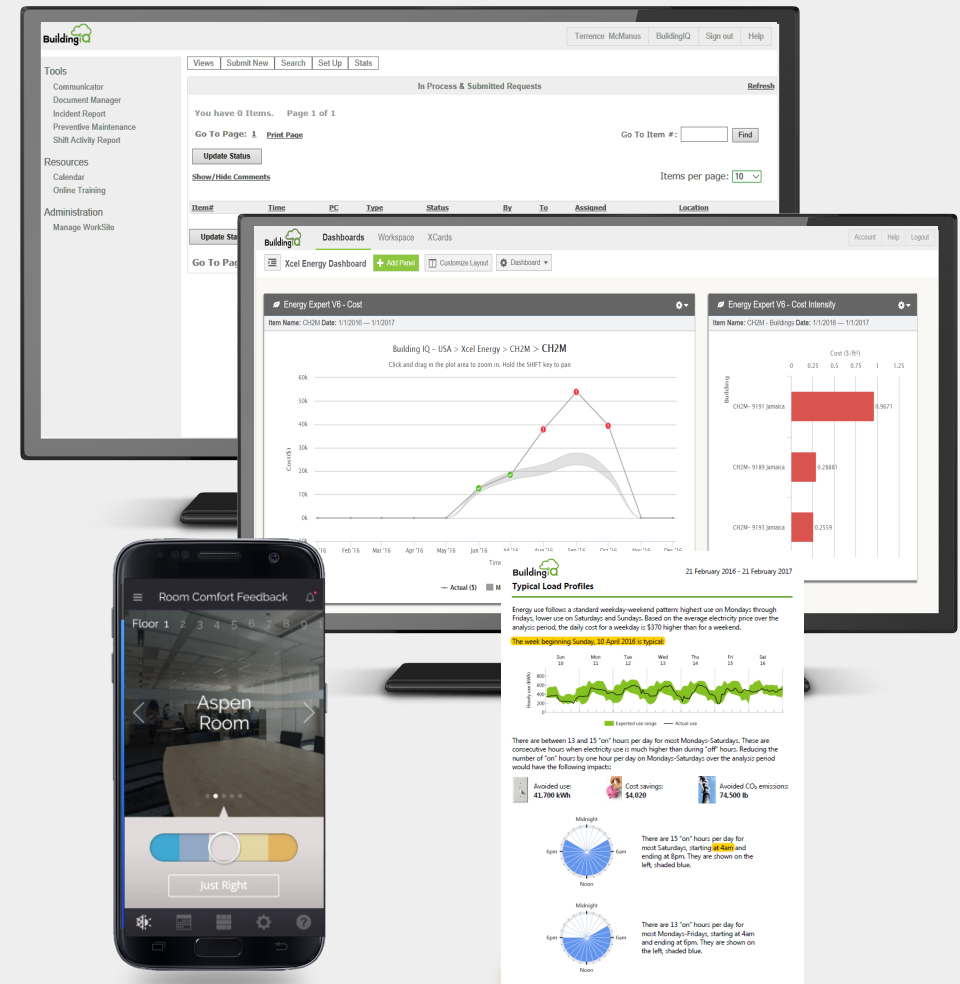 BuildingIQ
Terrence McManus
BuildingIQ
Sign out
Help
Tools
Communicator
Document Manager
Incident Report
Preventive Maintenance
Shift Activity Report
Resources
Calendar
Online Training
Administration
Manage WorkSite
Views
Submit New
Search
Set Up
Stats
In Process & Submitted Requests
Refresh
You have 0 Items. Page 1 of 1
Go To Page: 1 Print Page
Go To Item #:
Find
Update Status
Show/Hide Comments
Items per page: 10
Item# Time PC Type Status By To Assigned Location
Update Sta
Go To Pag
BuildingIQ
Dashboards
Workspace
XCards
Account
Help
Logout
Xcel Energy Dashboard
+ Add Panel
Customize Layout
Dashboard
Energy Expert V6 - Cost
Item Name: CH2M Date: 1/1/2016 — 1/1/2017
Building IQ – USA > Xcel Energy > CH2M > CH2M
Click and drag in the plot area to zoom in. Hold the SHIFT key to pan
Cost($)
60k
50k
40k
30k
20k
10k
0k
'16 Feb '16 Mar '16 Apr '16 May '16 Jun '16 Jul '16 Aug '16 Sep '16 Oct '16 Nov '16 Dec '16
Time
Actual ($)
Energy Expert V6 - Cost Intensity
Item Name: CH2M - Buildings Date: 1/1/2016 — 1/1/2017
Cost ($/ft²)
0 0.25 0.5 0.75 1 1.25
Building
CH2M– 9191 Jamaica
0.9671
CH2M– 9189 Jamaica
0.28881
CH2M– 9193 Jamaica
0.2559
SAMSUNG
Room Comfort Feedback
Floor 1 2 3 4 5 6 7 8 9 1
Aspen
Room
Just Right
BuildingIQ
21 February 2016 - 21 February 2017
Typical Load Profiles
Energy use follows a standard weekday-weekend pattern: highest use on Mondays through
Fridays, lower use on Saturdays and Sundays. Based on the average electricity price over the
analysis period, the daily cost for a weekday is $370 higher than for a weekend.
The week beginning Sunday, 10 April 2016 is typical:
Sun Mon Tue Wed Thu Fri Sat
10 11 12 13 14 15 16
Hourly use (kWh)
800
600
400
200
0
Expected use range
Actual use
There are between 13 and 15 "on" hours per day for most Mondays-Saturdays. These are
consecutive hours when electricity use is much higher than during "off" hours. Reducing the
number of "on" hours by one hour per day on Mondays-Saturdays over the analysis period
would have the following impacts:
Avoided use:
41,700 kWh
Cost savings:
$4,020
Avoided CO₂ emissions:
74,500 lb
Midnight
6pm
6am
Noon
There are 15 "on" hours per day for
most Saturdays, starting at 4am and
ending at 8pm. They are shown on the
left, shaded blue.
Midnight
6pm
6am
Noon
There are 13 "on" hours per day for
most Mondays-Fridays, starting at 4am
and ending at 6pm. They are shown on
the left, shaded blue.